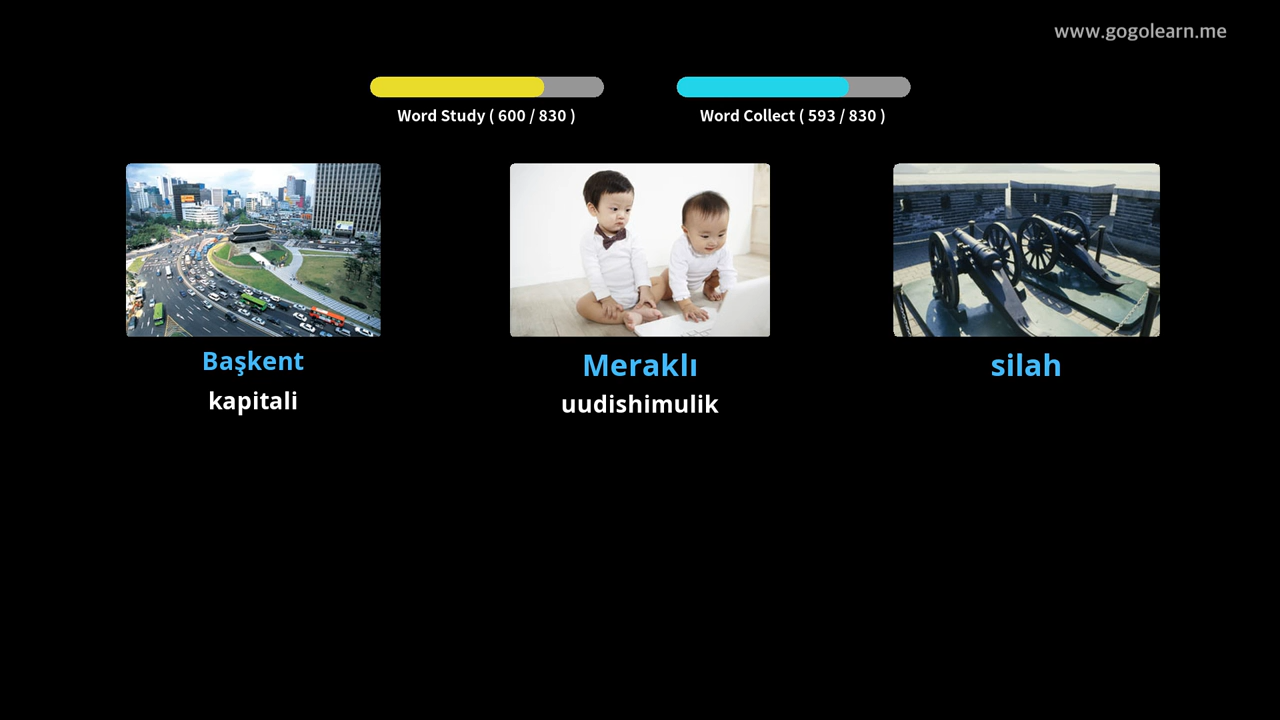 www.gogolearn.me
Word Study ( 600 / 830 )
Word Collect ( 593 / 830 )
Başkent
kapitali
Meraklı
uudishimulik
silah